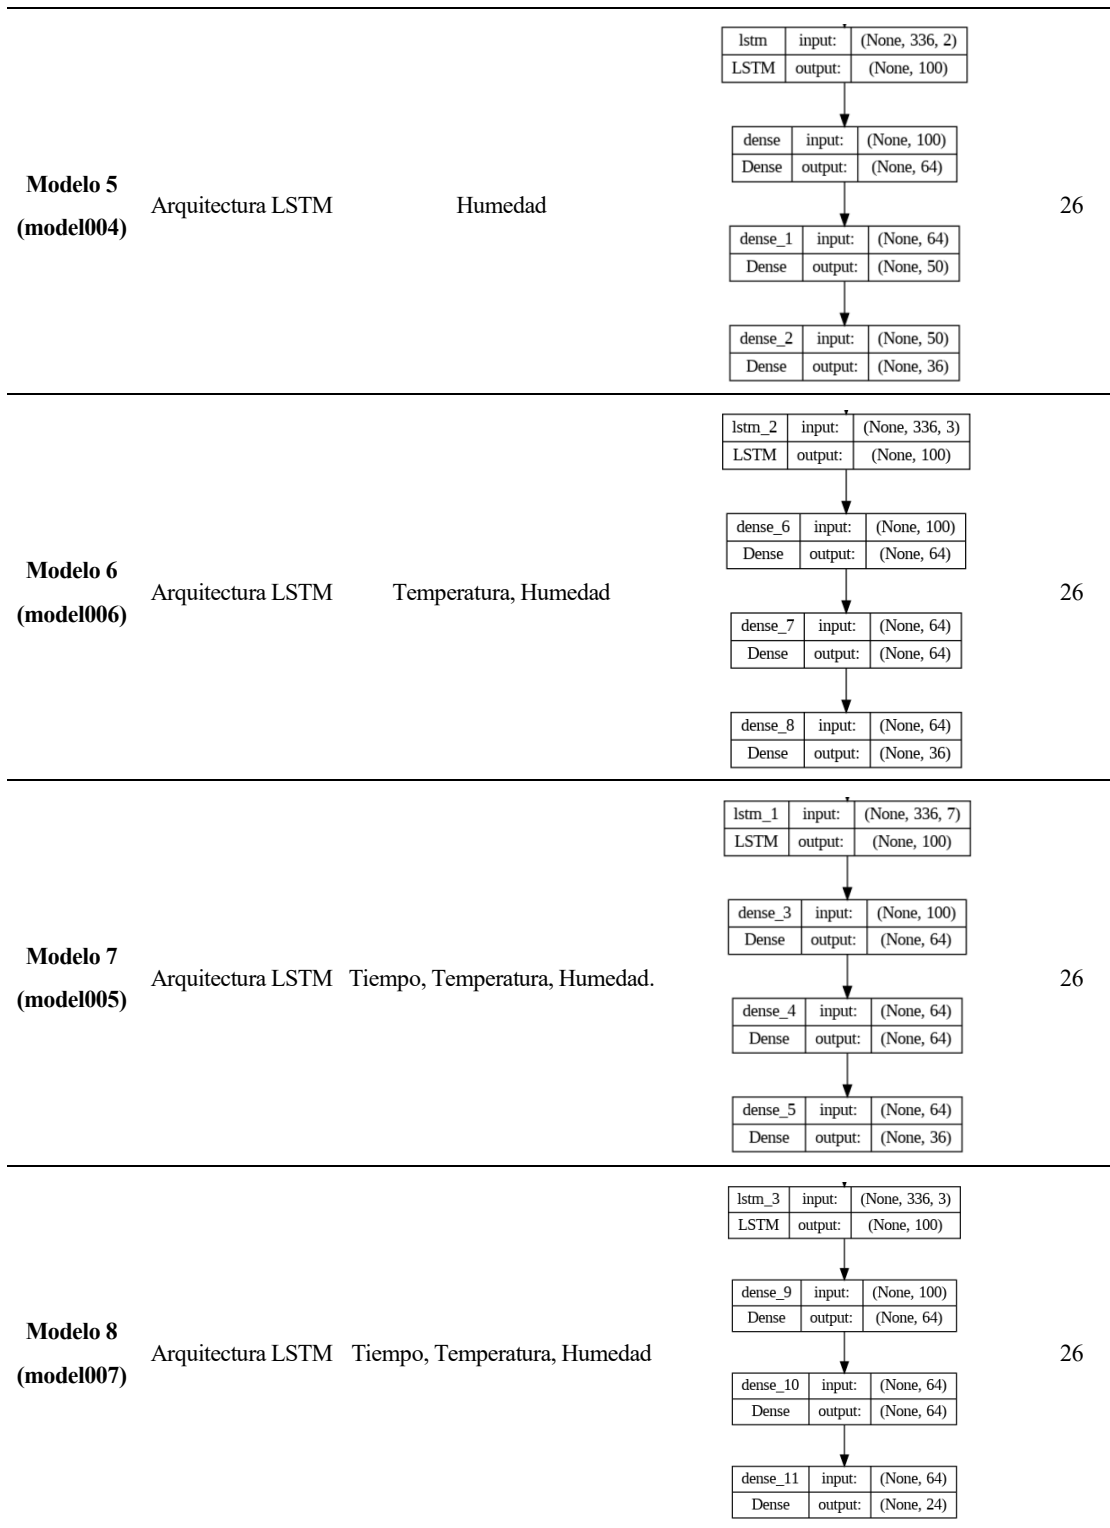 lstm input: (None, 336, 2)
LSTM output: (None, 100)
dense input: (None, 100)
Dense output: (None, 64)
Modelo 5
(model004)
Arquitectura LSTM
Humedad
26
dense_1 input: (None, 64)
Dense output: (None, 50)
dense_2 input: (None, 50)
Dense output: (None, 36)
lstm_2 input: (None, 336, 3)
LSTM output: (None, 100)
dense_6 input: (None, 100)
Dense output: (None, 64)
Modelo 6
(model006)
Arquitectura LSTM
Temperatura, Humedad
26
dense_7 input: (None, 64)
Dense output: (None, 64)
dense_8 input: (None, 64)
Dense output: (None, 36)
lstm_1 input: (None, 336, 7)
LSTM output: (None, 100)
dense_3 input: (None, 100)
Dense output: (None, 64)
Modelo 7
(model005)
Arquitectura LSTM
Tiempo, Temperatura, Humedad.
26
dense_4 input: (None, 64)
Dense output: (None, 64)
dense_5 input: (None, 64)
Dense output: (None, 36)
lstm_3 input: (None, 336, 3)
LSTM output: (None, 100)
dense_9 input: (None, 100)
Dense output: (None, 64)
Modelo 8
(model007)
Arquitectura LSTM
Tiempo, Temperatura, Humedad
26
dense_10 input: (None, 64)
Dense output: (None, 64)
dense_11 input: (None, 64)
Dense output: (None, 24)